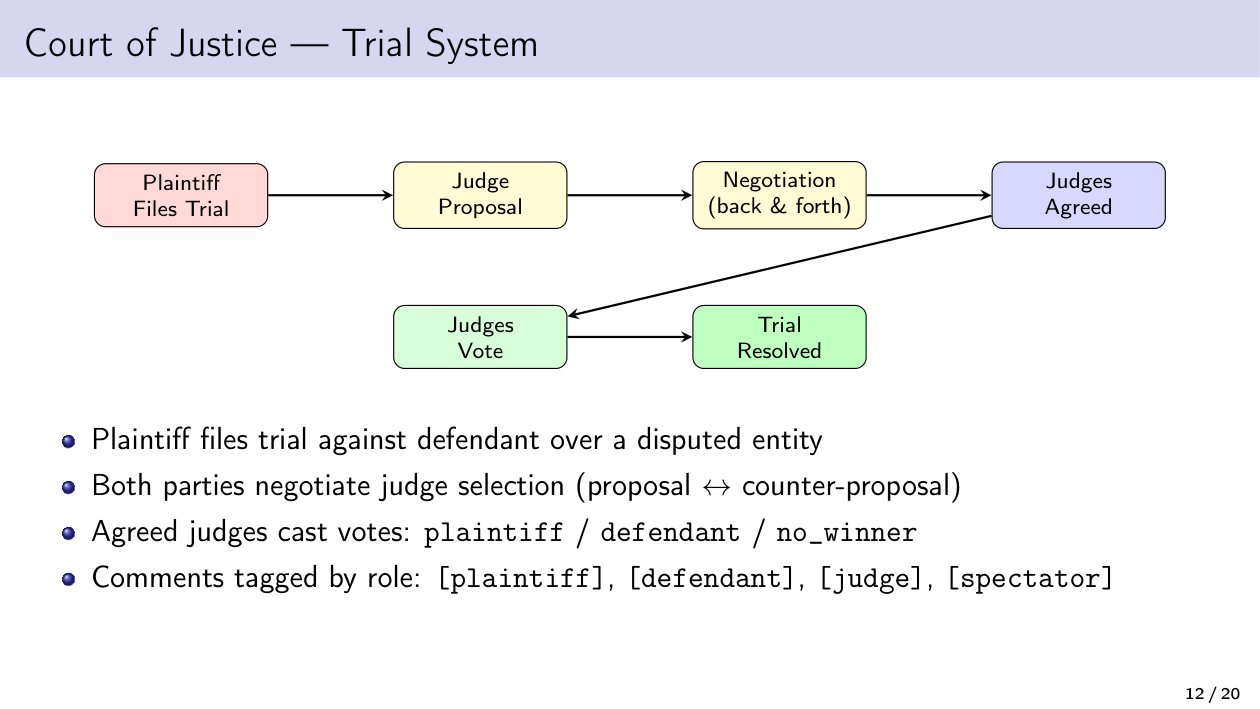 Court of Justice — Trial System
Plaintiff
Files Trial
Judge
Proposal
Negotiation
(back & forth)
Judges
Agreed
Judges
Vote
Trial
Resolved
Plaintiff files trial against defendant over a disputed entity
Both parties negotiate judge selection (proposal ↔ counter-proposal)
Agreed judges cast votes: plaintiff / defendant / no_winner
Comments tagged by role: [plaintiff], [defendant], [judge], [spectator]
12 / 20